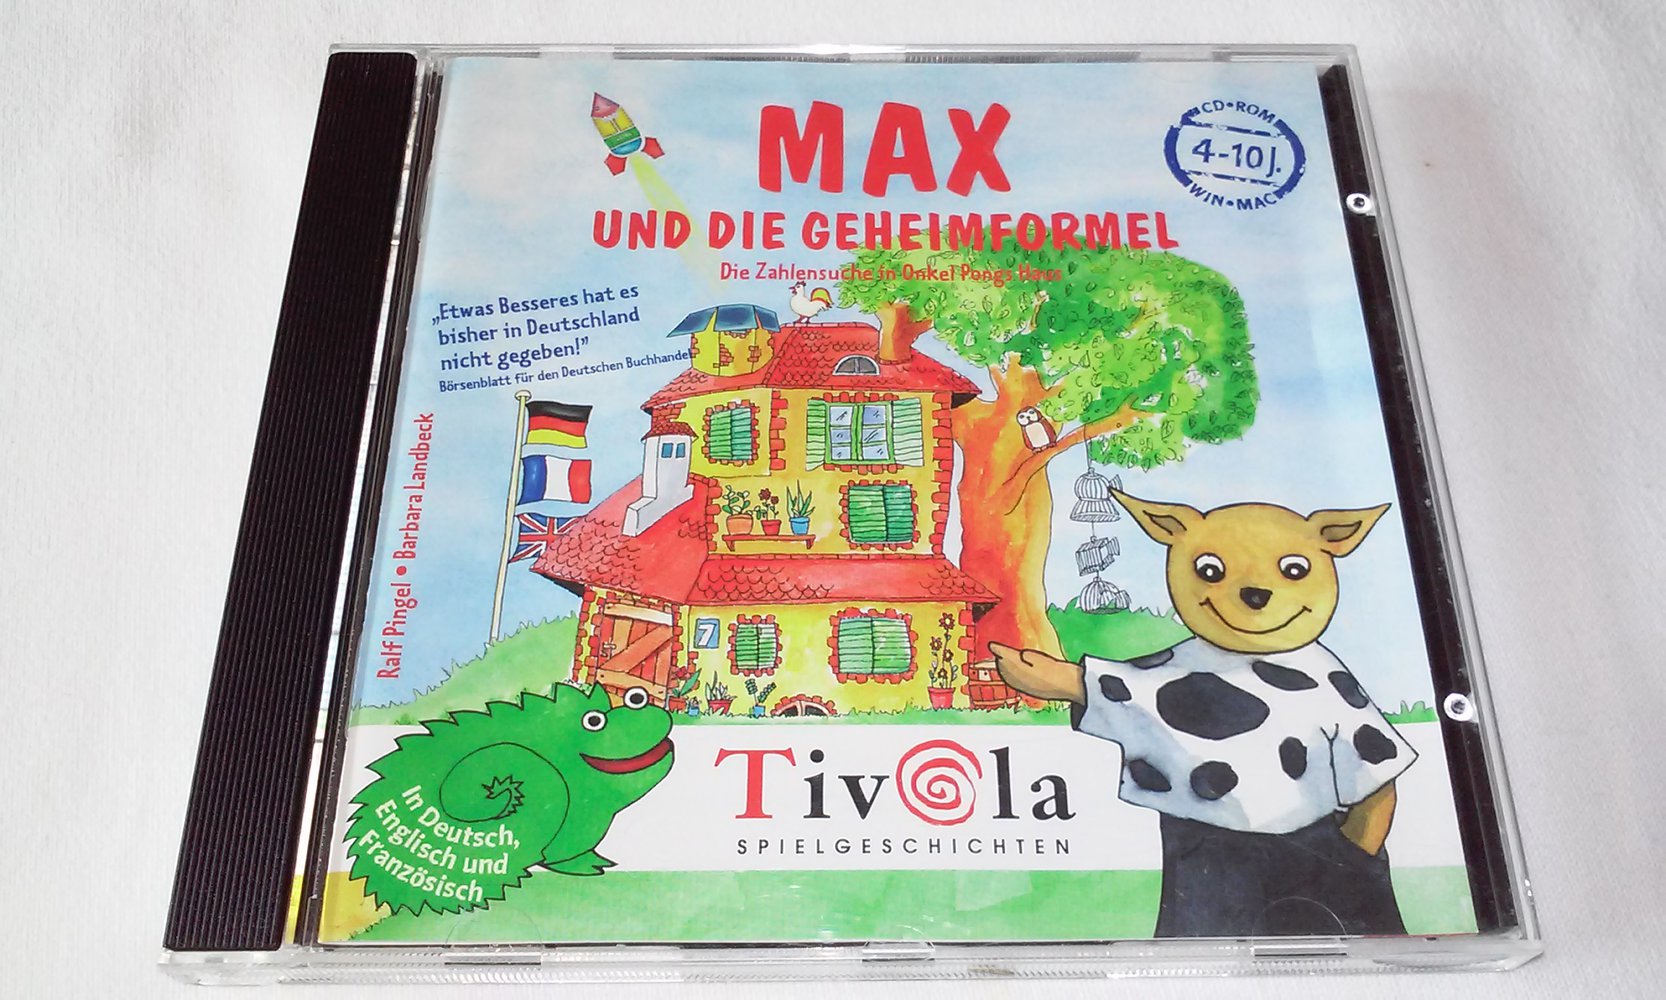 MAX
UND DIE GEHEIMFORMEL
Die Zahlensuche in Onkel Pongs Haus
CD•ROM
4-10 J.
WIN•MAC
„Etwas Besseres hat es
bisher in Deutschland
nicht gegeben!”
Börsenblatt für den Deutschen Buchhandel
Ralf Pingel • Barbara Landbeck
7
In Deutsch,
Englisch und
Französisch
Tivola
SPIELGESCHICHTEN